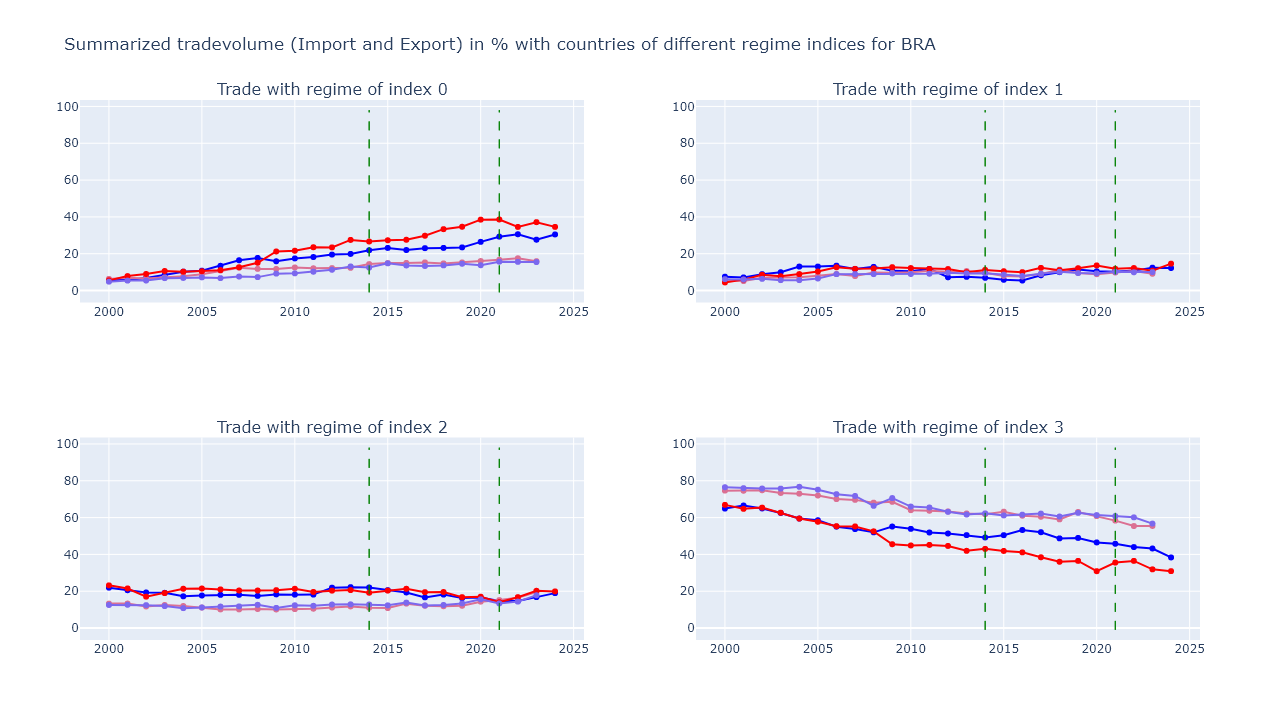 Summarized tradevolume (Import and Export) in % with countries of different regime indices for BRA
Trade with regime of index 0
100
80
60
40
20
0
2000 2005 2010 2015 2020 2025
Trade with regime of index 1
100
80
60
40
20
0
2000 2005 2010 2015 2020 2025
Trade with regime of index 2
100
80
60
40
20
0
2000 2005 2010 2015 2020 2025
Trade with regime of index 3
100
80
60
40
20
0
2000 2005 2010 2015 2020 2025